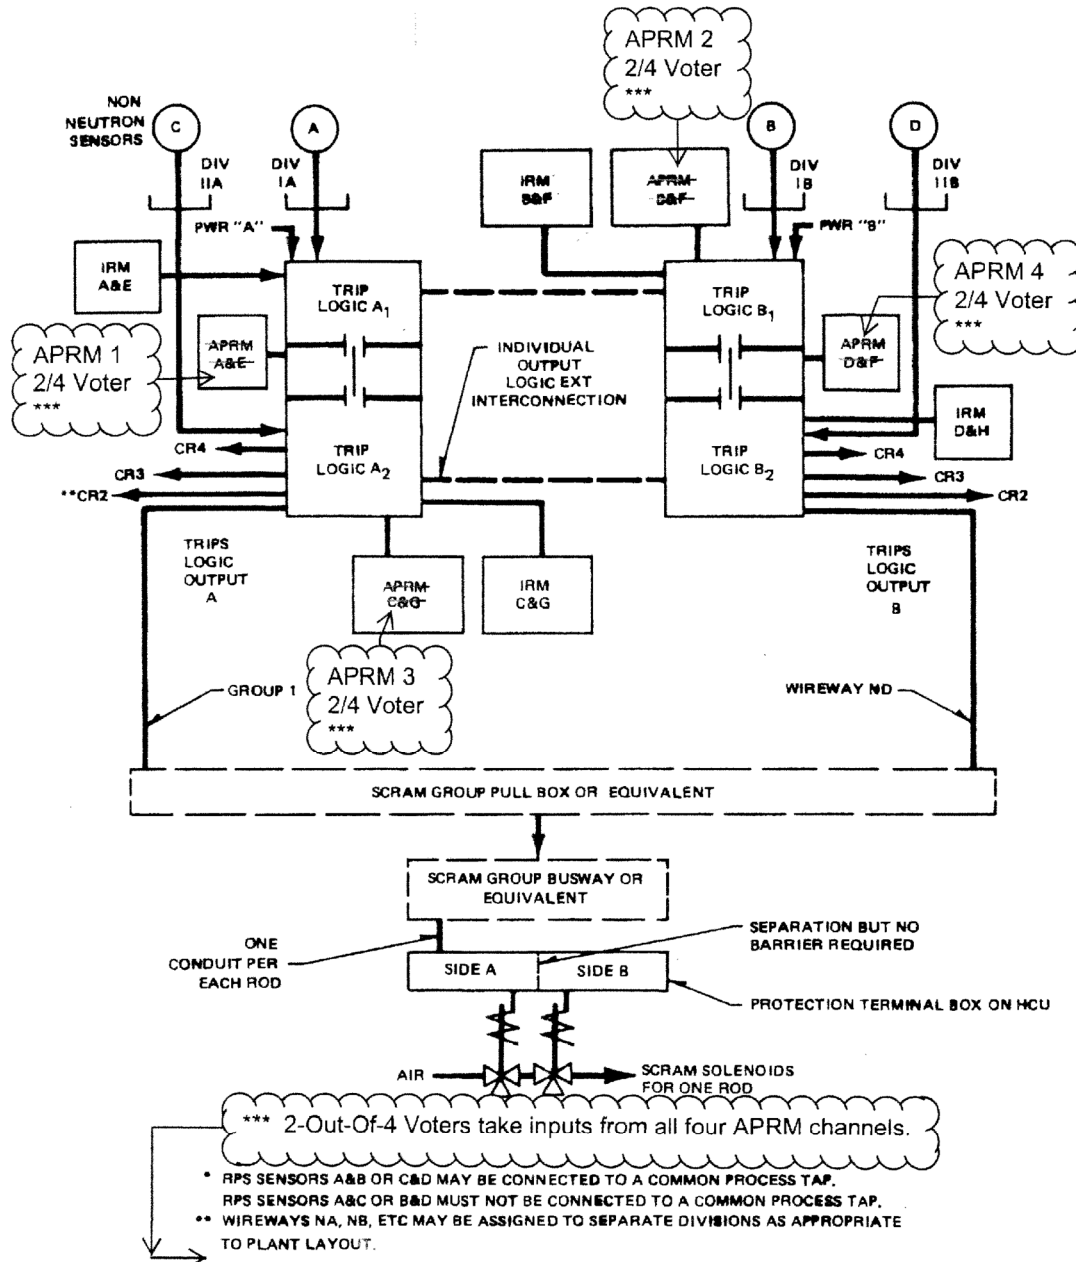 APRM 2
2/4 Voter
***
NON
NEUTRON
SENSORS
C
A
B
D
DIV
IIA
DIV
IA
DIV
IB
DIV
IIB
PWR "A"
PWR "B"
IRM
B&F
APRM
IRM
A&E
TRIP
LOGIC A1
TRIP
LOGIC B1
APRM 4
2/4 Voter
***
APRM 1
2/4 Voter
***
APRM
A&E
INDIVIDUAL
OUTPUT
LOGIC EXT
INTERCONNECTION
APRM
D&F
IRM
D&H
TRIP
LOGIC A2
TRIP
LOGIC B2
CR4
CR3
**CR2
CR4
CR3
CR2
TRIPS
LOGIC
OUTPUT
A
APRM
C&G
IRM
C&G
TRIPS
LOGIC
OUTPUT
B
APRM 3
2/4 Voter
***
GROUP 1
WIREWAY ND
SCRAM GROUP PULL BOX OR EQUIVALENT
SCRAM GROUP BUSWAY OR
EQUIVALENT
ONE
CONDUIT PER
EACH ROD
SEPARATION BUT NO
BARRIER REQUIRED
SIDE A
SIDE B
PROTECTION TERMINAL BOX ON HCU
AIR
SCRAM SOLENOIDS
FOR ONE ROD
*** 2-Out-Of-4 Voters take inputs from all four APRM channels.
* RPS SENSORS A&B OR C&D MAY BE CONNECTED TO A COMMON PROCESS TAP.
RPS SENSORS A&C OR B&D MUST NOT BE CONNECTED TO A COMMON PROCESS TAP.
** WIREWAYS NA, NB, ETC MAY BE ASSIGNED TO SEPARATE DIVISIONS AS APPROPRIATE
TO PLANT LAYOUT.